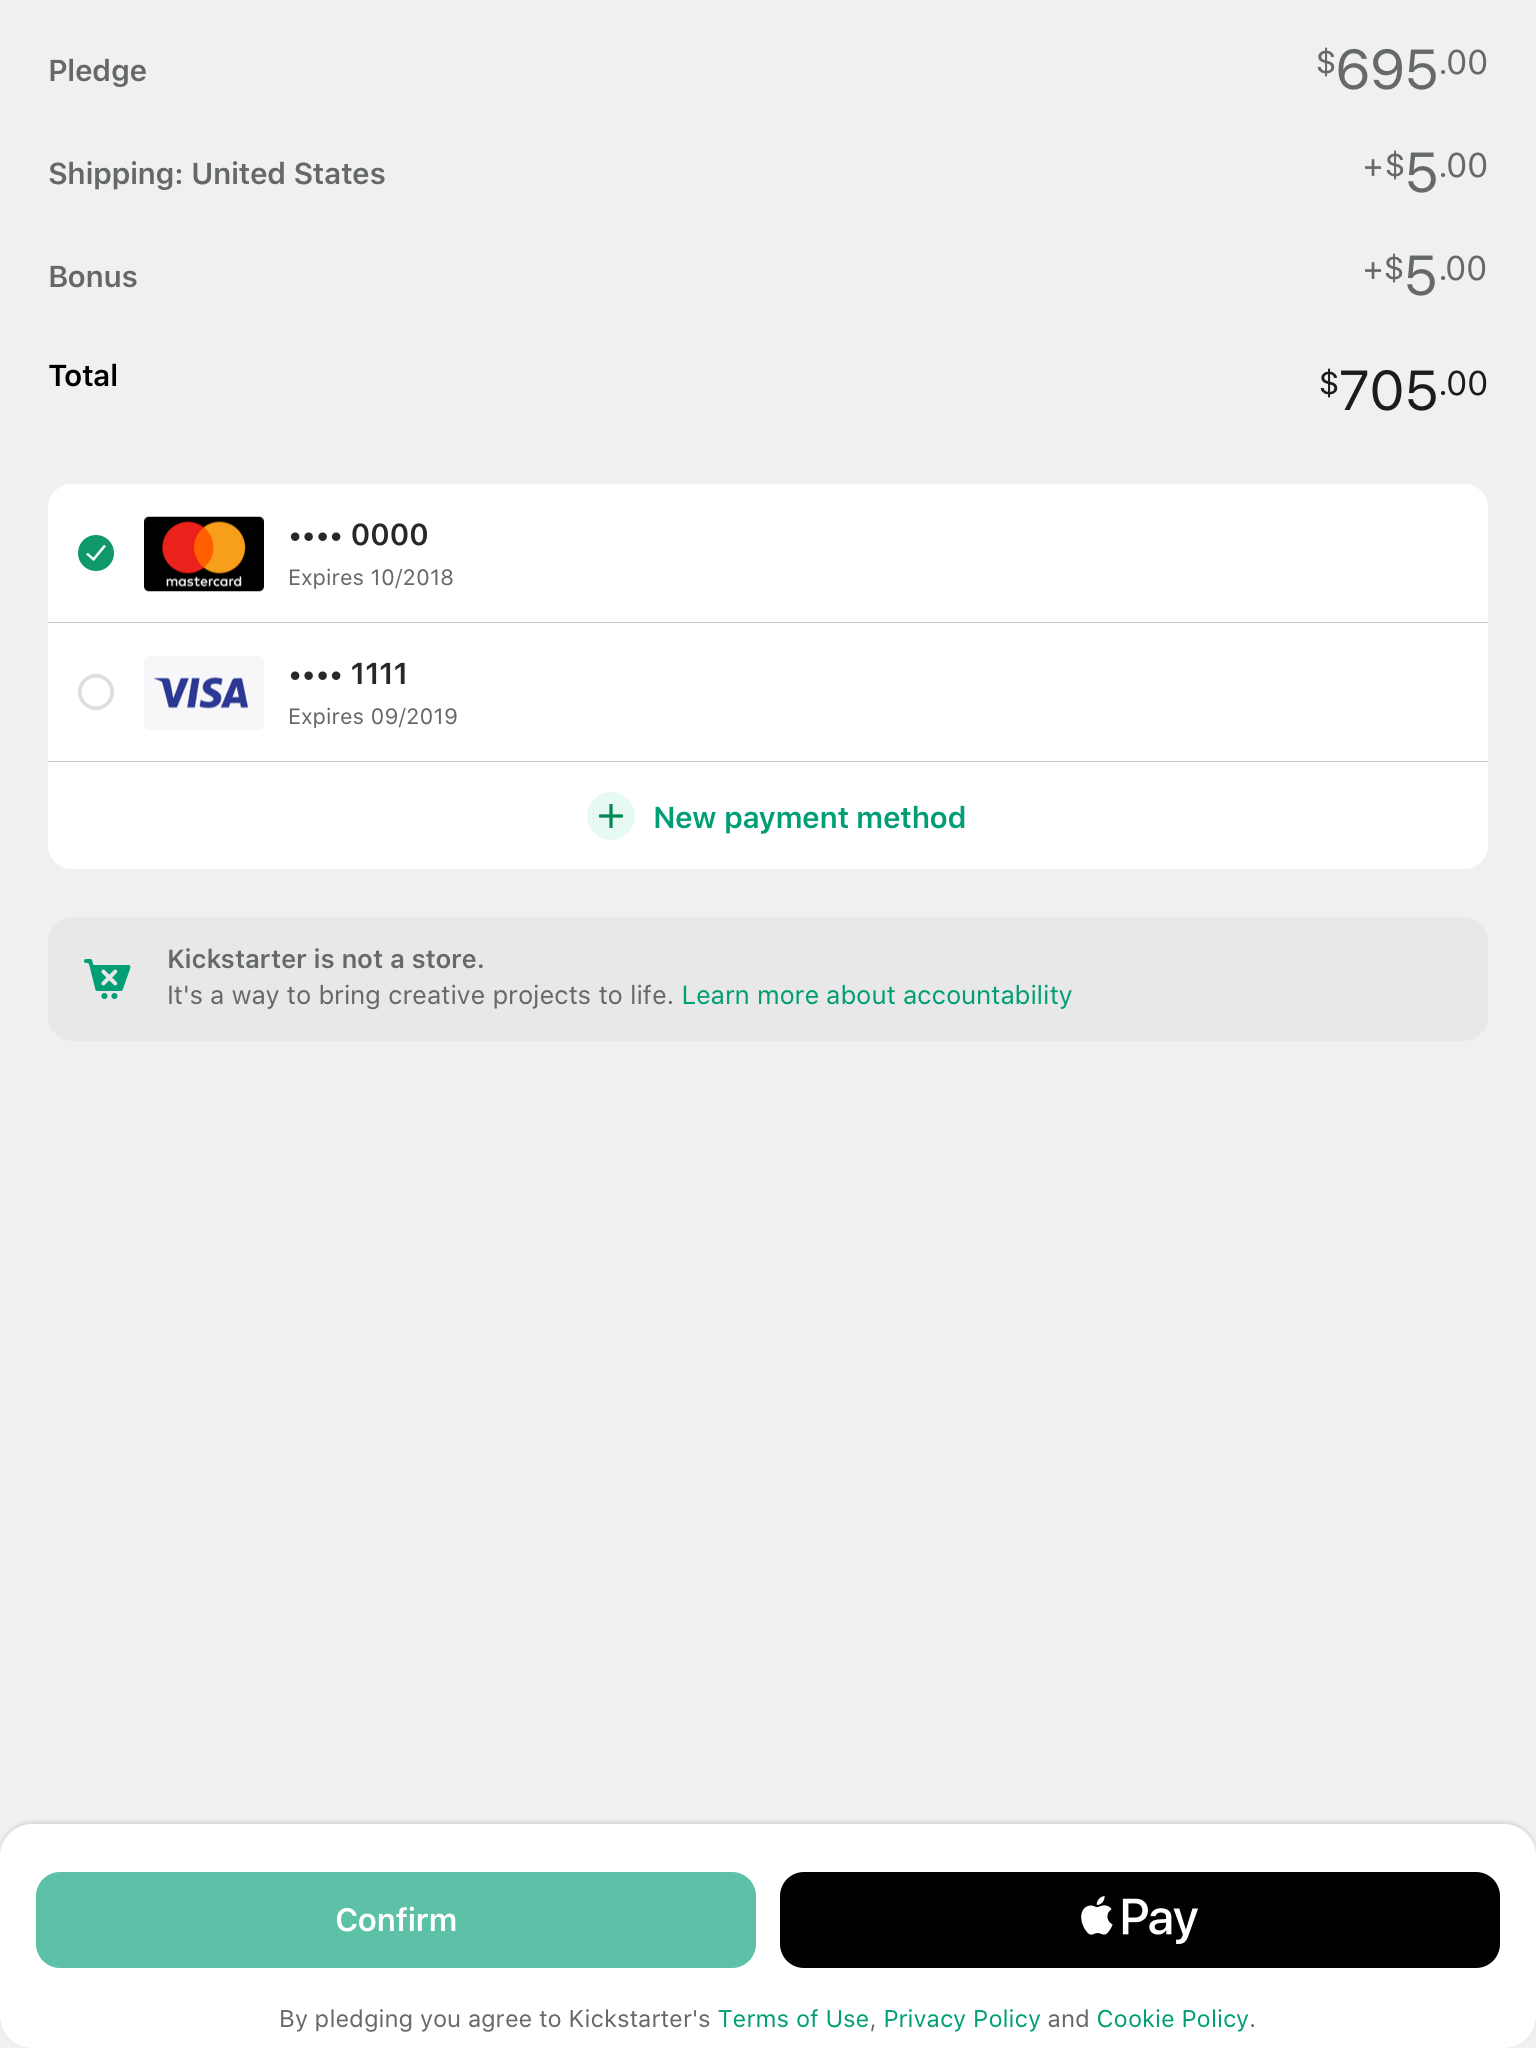 Pledge $695.00
Shipping: United States +$5.00
Bonus +$5.00
Total $705.00
mastercard
•••• 0000
Expires 10/2018
VISA
•••• 1111
Expires 09/2019
New payment method
Kickstarter is not a store.
It's a way to bring creative projects to life. Learn more about accountability
Confirm
Pay
By pledging you agree to Kickstarter's Terms of Use, Privacy Policy and Cookie Policy.